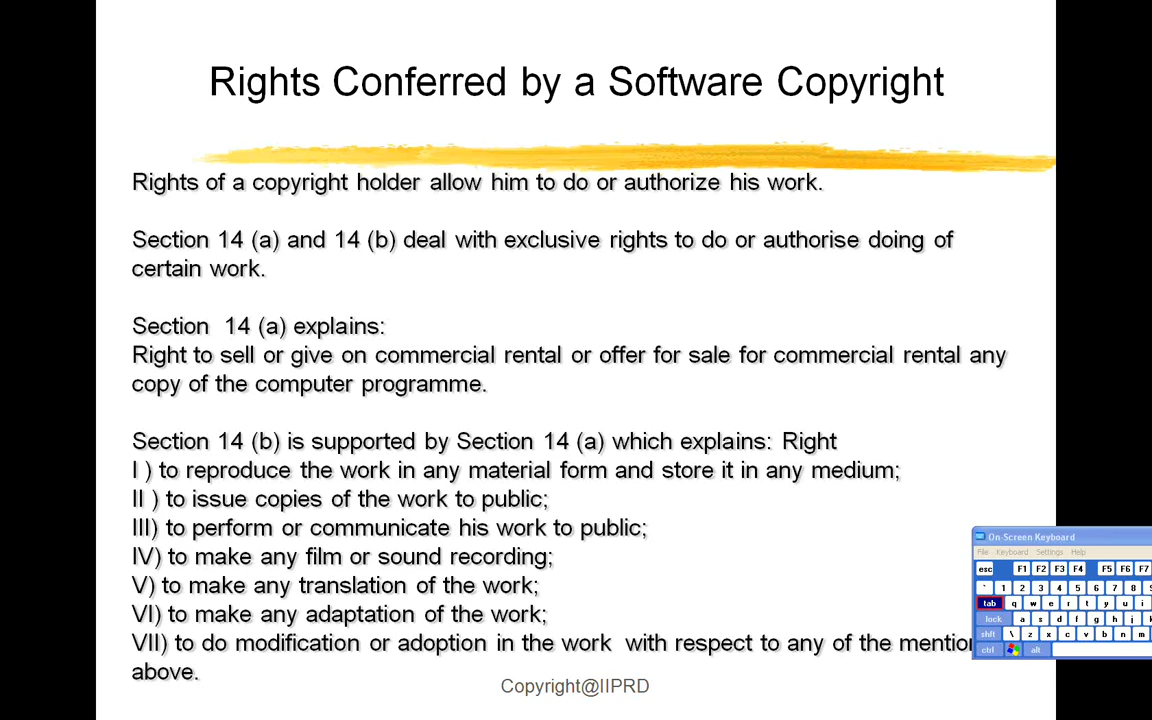 Rights Conferred by a Software Copyright
Rights of a copyright holder allow him to do or authorize his work.
Section 14 (a) and 14 (b) deal with exclusive rights to do or authorise doing of
certain work.
Section 14 (a) explains:
Right to sell or give on commercial rental or offer for sale for commercial rental any
copy of the computer programme.
Section 14 (b) is supported by Section 14 (a) which explains: Right
I ) to reproduce the work in any material form and store it in any medium;
II ) to issue copies of the work to public;
III) to perform or communicate his work to public;
IV) to make any film or sound recording;
V) to make any translation of the work;
VI) to make any adaptation of the work;
VII) to do modification or adoption in the work with respect to any of the
above.
Copyright@IIPRD
On-Screen Keyboard
File Keyboard Settings Help
esc F1 F2 F3 F4 F5 F6 F7
` 1 2 3 4 5 6 7 8
tab q w e r t y u i
lock a s d f g h j k
shft \ z x c v b n m
ctrl alt